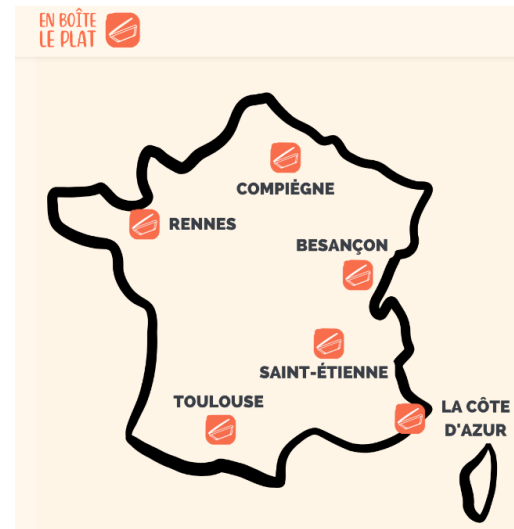 EN BOÎTE
LE PLAT
COMPIÈGNE
RENNES
BESANÇON
SAINT-ÉTIENNE
TOULOUSE
LA CÔTE
D'AZUR